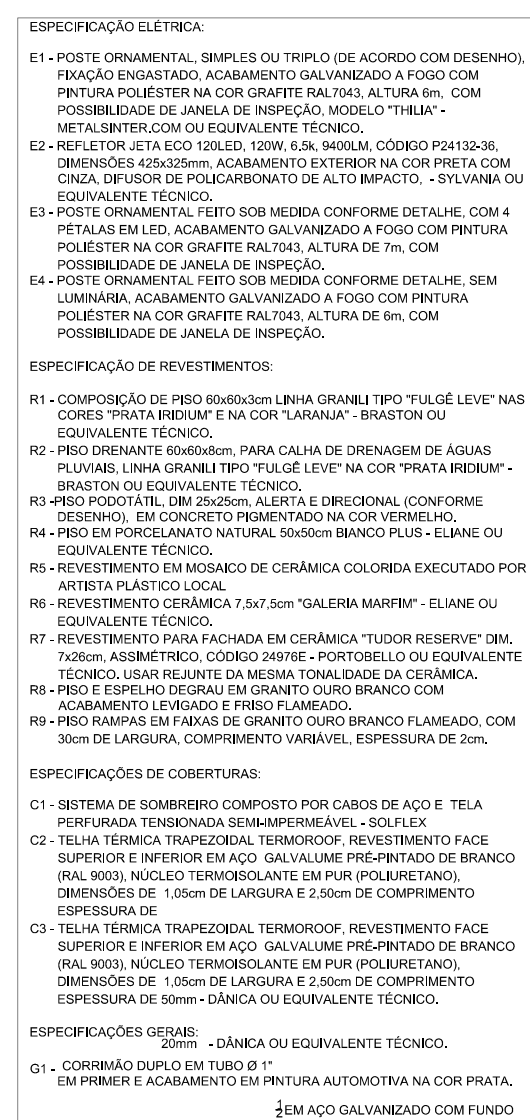 ESPECIFICAÇÃO ELÉTRICA:
E1 - POSTE ORNAMENTAL, SIMPLES OU TRIPLO (DE ACORDO COM DESENHO),
FIXAÇÃO ENGASTADO, ACABAMENTO GALVANIZADO A FOGO COM
PINTURA POLIÉSTER NA COR GRAFITE RAL7043, ALTURA 6m, COM
POSSIBILIDADE DE JANELA DE INSPEÇÃO, MODELO "THILIA" -
METALSINTER.COM OU EQUIVALENTE TÉCNICO.
E2 - REFLETOR JETA ECO 120LED, 120W, 6.5k, 9400LM, CÓDIGO P24132-36,
DIMENSÕES 425x325mm, ACABAMENTO EXTERIOR NA COR PRETA COM
CINZA, DIFUSOR DE POLICARBONATO DE ALTO IMPACTO, - SYLVANIA OU
EQUIVALENTE TÉCNICO.
E3 - POSTE ORNAMENTAL FEITO SOB MEDIDA CONFORME DETALHE, COM 4
PÉTALAS EM LED, ACABAMENTO GALVANIZADO A FOGO COM PINTURA
POLIÉSTER NA COR GRAFITE RAL7043, ALTURA DE 7m, COM
POSSIBILIDADE DE JANELA DE INSPEÇÃO.
E4 - POSTE ORNAMENTAL FEITO SOB MEDIDA CONFORME DETALHE, SEM
LUMINÁRIA, ACABAMENTO GALVANIZADO A FOGO COM PINTURA
POLIÉSTER NA COR GRAFITE RAL7043, ALTURA DE 6m, COM
POSSIBILIDADE DE JANELA DE INSPEÇÃO.
ESPECIFICAÇÃO DE REVESTIMENTOS:
R1 - COMPOSIÇÃO DE PISO 60x60x3cm LINHA GRANILI TIPO "FULGÊ LEVE" NAS
CORES "PRATA IRIDIUM" E NA COR "LARANJA" - BRASTON OU
EQUIVALENTE TÉCNICO.
R2 - PISO DRENANTE 60x60x8cm, PARA CALHA DE DRENAGEM DE ÁGUAS
PLUVIAIS, LINHA GRANILI TIPO "FULGÊ LEVE" NA COR "PRATA IRIDIUM" -
BRASTON OU EQUIVALENTE TÉCNICO.
R3 -PISO PODOTÁTIL, DIM 25x25cm, ALERTA E DIRECIONAL (CONFORME
DESENHO), EM CONCRETO PIGMENTADO NA COR VERMELHO.
R4 - PISO EM PORCELANATO NATURAL 50x50cm BIANCO PLUS - ELIANE OU
EQUIVALENTE TÉCNICO.
R5 - REVESTIMENTO EM MOSAICO DE CERÂMICA COLORIDA EXECUTADO POR
ARTISTA PLÁSTICO LOCAL
R6 - REVESTIMENTO CERÂMICA 7,5x7,5cm "GALERIA MARFIM" - ELIANE OU
EQUIVALENTE TÉCNICO.
R7 - REVESTIMENTO PARA FACHADA EM CERÂMICA "TUDOR RESERVE" DIM.
7x26cm, ASSIMÉTRICO, CÓDIGO 24976E - PORTOBELLO OU EQUIVALENTE
TÉCNICO. USAR REJUNTE DA MESMA TONALIDADE DA CERÂMICA.
R8 - PISO E ESPELHO DEGRAU EM GRANITO OURO BRANCO COM
ACABAMENTO LEVIGADO E FRISO FLAMEADO.
R9 - PISO RAMPAS EM FAIXAS DE GRANITO OURO BRANCO FLAMEADO, COM
30cm DE LARGURA, COMPRIMENTO VARIÁVEL, ESPESSURA DE 2cm.
ESPECIFICAÇÕES DE COBERTURAS:
C1 - SISTEMA DE SOMBREIRO COMPOSTO POR CABOS DE AÇO E TELA
PERFURADA TENSIONADA SEMI-IMPERMEÁVEL - SOLFLEX
C2 - TELHA TÉRMICA TRAPEZOIDAL TERMOROOF, REVESTIMENTO FACE
SUPERIOR E INFERIOR EM AÇO GALVALUME PRÉ-PINTADO DE BRANCO
(RAL 9003), NÚCLEO TERMOISOLANTE EM PUR (POLIURETANO),
DIMENSÕES DE 1,05cm DE LARGURA E 2,50cm DE COMPRIMENTO
ESPESSURA DE
C3 - TELHA TÉRMICA TRAPEZOIDAL TERMOROOF, REVESTIMENTO FACE
SUPERIOR E INFERIOR EM AÇO GALVALUME PRÉ-PINTADO DE BRANCO
(RAL 9003), NÚCLEO TERMOISOLANTE EM PUR (POLIURETANO),
DIMENSÕES DE 1,05cm DE LARGURA E 2,50cm DE COMPRIMENTO
ESPESSURA DE 50mm - DÂNICA OU EQUIVALENTE TÉCNICO.
ESPECIFICAÇÕES GERAIS:
20mm - DÂNICA OU EQUIVALENTE TÉCNICO.
G1 - CORRIMÃO DUPLO EM TUBO Ø 1"
EM PRIMER E ACABAMENTO EM PINTURA AUTOMOTIVA NA COR PRATA.
1/2 EM AÇO GALVANIZADO COM FUNDO